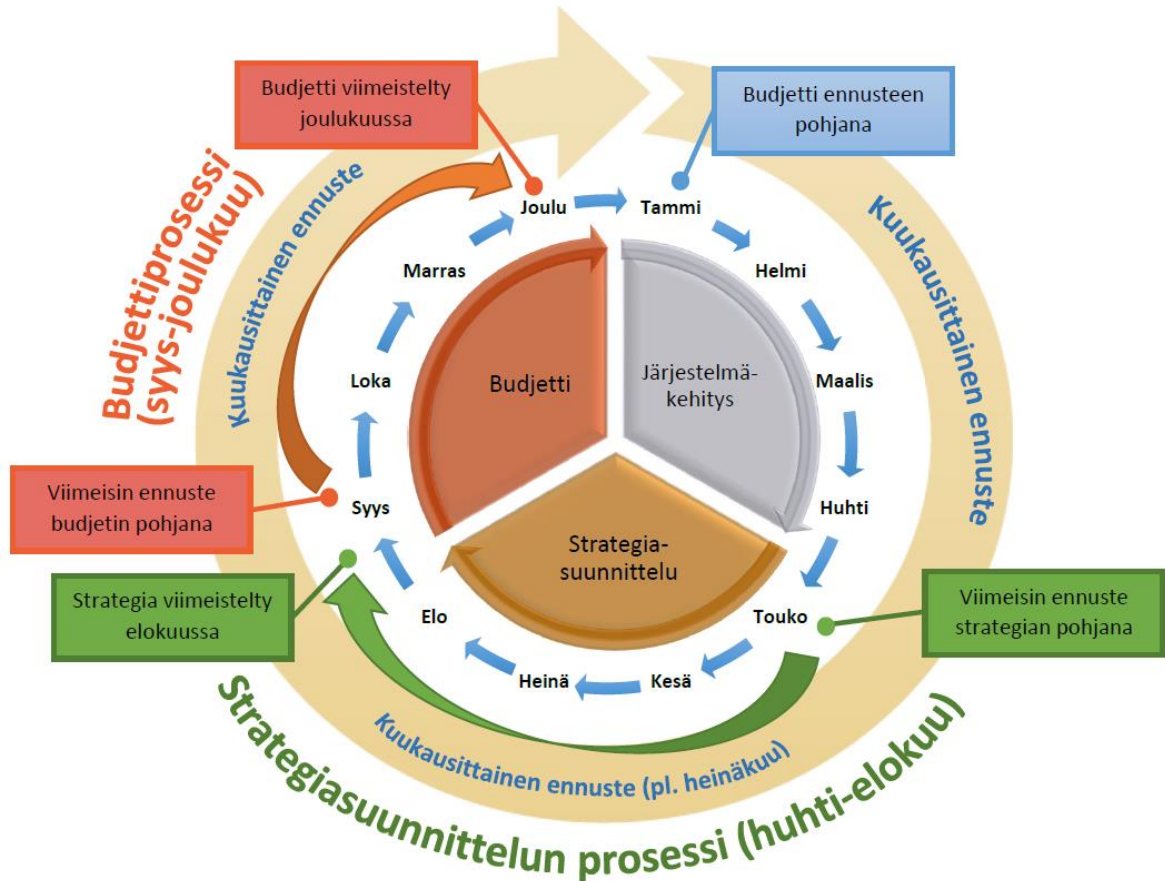 Budjetti viimeistelty
joulukuussa
Budjetti ennusteen
pohjana
Budjettiprosessi
(syys-joulukuu)
Kuukausittainen ennuste
Kuukausittainen ennuste
Joulu
Tammi
Marras
Helmi
Loka
Maalis
Budjetti
Järjestelmä-
kehitys
Viimeisin ennuste
budjetin pohjana
Syys
Huhti
Strategia-
suunnittelu
Strategia viimeistelty
elokuussa
Elo
Touko
Viimeisin ennuste
strategian pohjana
Heinä
Kesä
Kuukausittainen ennuste (pl. heinäkuu)
Strategiasuunnittelun prosessi (huhti-elokuu)